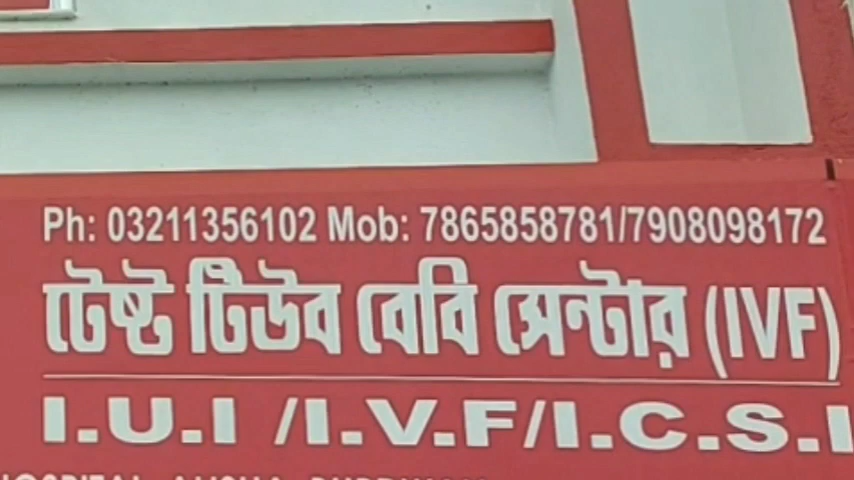 Ph: 03211356102 Mob: 7865858781/7908098172
টেষ্ট টিউব বেবি সেন্টার (IVF)
I.U.I /I.V.F/I.C.S.I